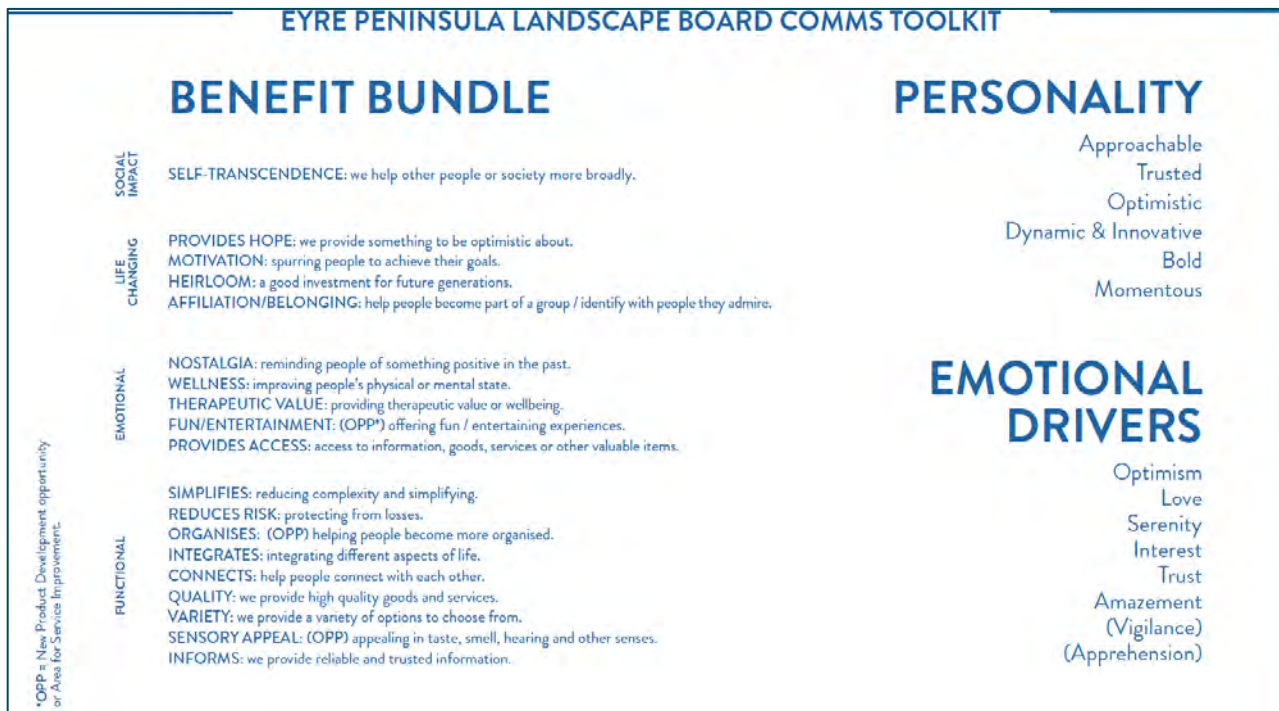 EYRE PENINSULA LANDSCAPE BOARD COMMS TOOLKIT
BENEFIT BUNDLE
SOCIAL
IMPACT
SELF-TRANSCENDENCE: we help other people or society more broadly.
LIFE
CHANGING
PROVIDES HOPE: we provide something to be optimistic about.
MOTIVATION: spurring people to achieve their goals.
HEIRLOOM: a good investment for future generations.
AFFILIATION/BELONGING: help people become part of a group / identify with people they admire.
EMOTIONAL
NOSTALGIA: reminding people of something positive in the past.
WELLNESS: improving people's physical or mental state.
THERAPEUTIC VALUE: providing therapeutic value or wellbeing.
FUN/ENTERTAINMENT: (OPP*) offering fun / entertaining experiences.
PROVIDES ACCESS: access to information, goods, services or other valuable items.
FUNCTIONAL
SIMPLIFIES: reducing complexity and simplifying.
REDUCES RISK: protecting from losses.
ORGANISES: (OPP) helping people become more organised.
INTEGRATES: integrating different aspects of life.
CONNECTS: help people connect with each other.
QUALITY: we provide high quality goods and services.
VARIETY: we provide a variety of options to choose from.
SENSORY APPEAL: (OPP) appealing in taste, smell, hearing and other senses.
INFORMS: we provide reliable and trusted information.
*OPP = New Product Development opportunity
or Area for Service Improvement.
PERSONALITY
Approachable
Trusted
Optimistic
Dynamic & Innovative
Bold
Momentous
EMOTIONAL
DRIVERS
Optimism
Love
Serenity
Interest
Trust
Amazement
(Vigilance)
(Apprehension)